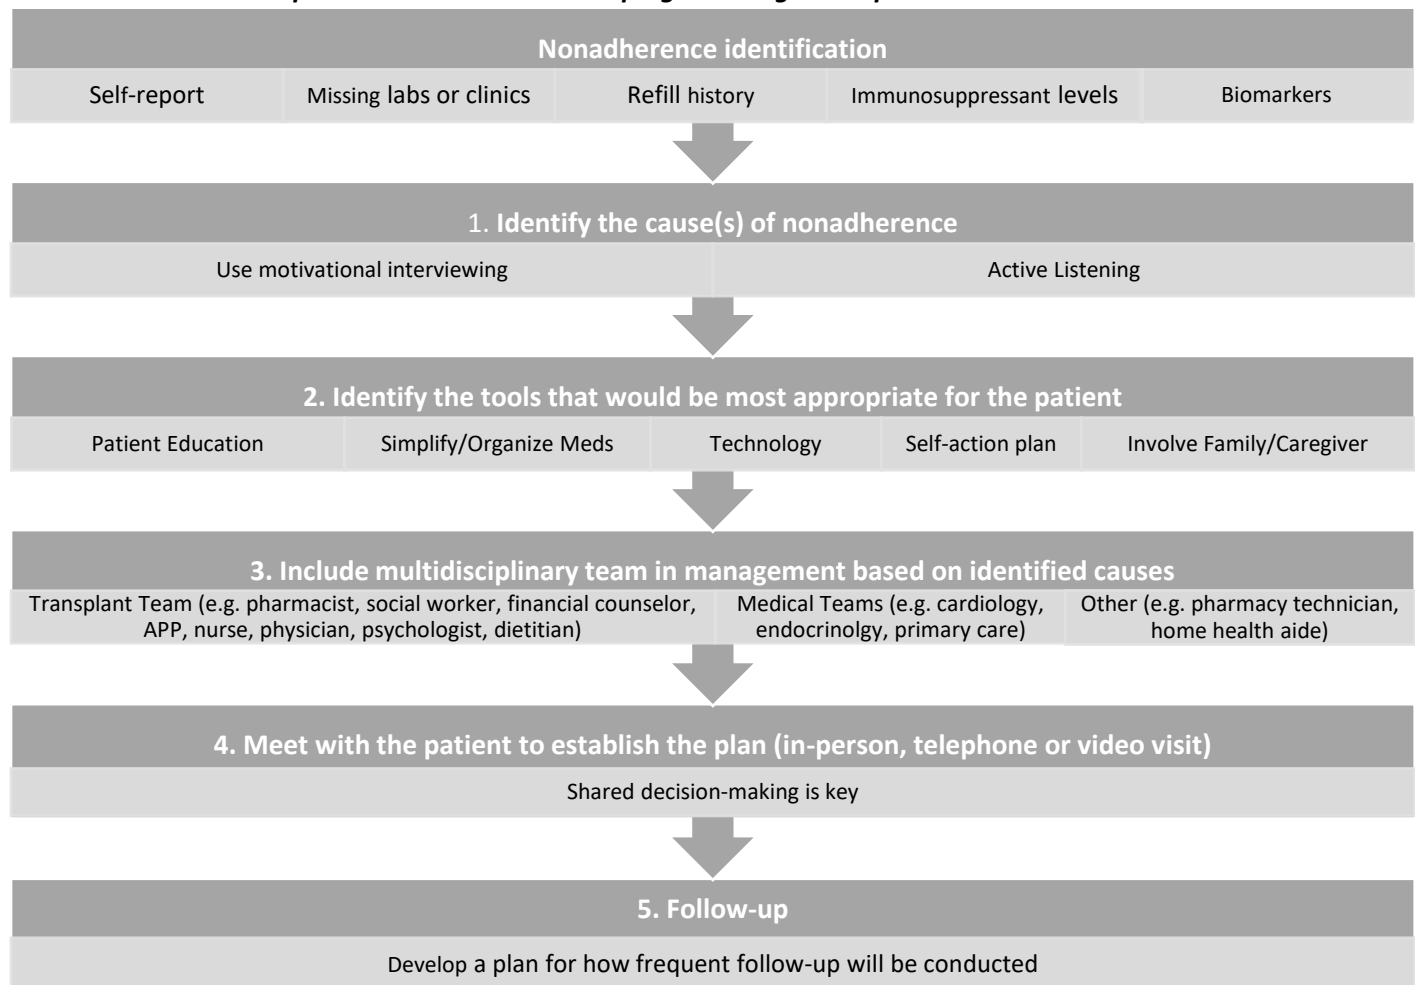 Nonadherence identification
Self-report
Missing labs or clinics
Refill history
Immunosuppressant levels
Biomarkers
1. Identify the cause(s) of nonadherence
Use motivational interviewing
Active Listening
2. Identify the tools that would be most appropriate for the patient
Patient Education
Simplify/Organize Meds
Technology
Self-action plan
Involve Family/Caregiver
3. Include multidisciplinary team in management based on identified causes
Transplant Team (e.g. pharmacist, social worker, financial counselor,
APP, nurse, physician, psychologist, dietitian)
Medical Teams (e.g. cardiology,
endocrinolgy, primary care)
Other (e.g. pharmacy technician,
home health aide)
4. Meet with the patient to establish the plan (in-person, telephone or video visit)
Shared decision-making is key
5. Follow-up
Develop a plan for how frequent follow-up will be conducted